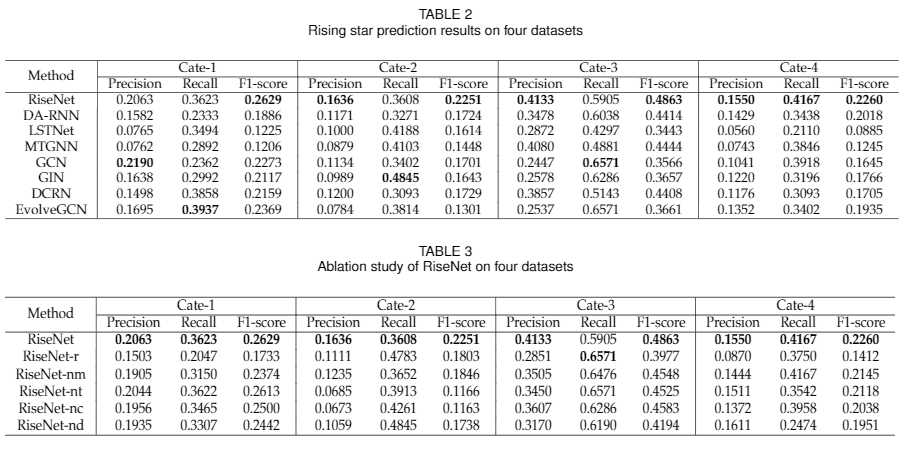 TABLE 2
Rising star prediction results on four datasets
Method Cate-1 Cate-2 Cate-3 Cate-4
Precision Recall F1-score Precision Recall F1-score Precision Recall F1-score Precision Recall F1-score
RiseNet 0.2063 0.3623 0.2629 0.1636 0.3608 0.2251 0.4133 0.5905 0.4863 0.1550 0.4167 0.2260
DA-RNN 0.1582 0.2333 0.1886 0.1171 0.3271 0.1724 0.3478 0.6038 0.4414 0.1429 0.3438 0.2018
LSTNet 0.0765 0.3494 0.1225 0.1000 0.4188 0.1614 0.2872 0.4297 0.3443 0.0560 0.2110 0.0885
MTGNN 0.0762 0.2892 0.1206 0.0879 0.4103 0.1448 0.4080 0.4881 0.4444 0.0743 0.3846 0.1245
GCN 0.2190 0.2362 0.2273 0.1134 0.3402 0.1701 0.2447 0.6571 0.3566 0.1041 0.3918 0.1645
GIN 0.1638 0.2992 0.2117 0.0989 0.4845 0.1643 0.2578 0.6286 0.3657 0.1220 0.3196 0.1766
DCRN 0.1498 0.3858 0.2159 0.1200 0.3093 0.1729 0.3857 0.5143 0.4408 0.1176 0.3093 0.1705
EvolveGCN 0.1695 0.3937 0.2369 0.0784 0.3814 0.1301 0.2537 0.6571 0.3661 0.1352 0.3402 0.1935
TABLE 3
Ablation study of RiseNet on four datasets
Method Cate-1 Cate-2 Cate-3 Cate-4
Precision Recall F1-score Precision Recall F1-score Precision Recall F1-score Precision Recall F1-score
RiseNet 0.2063 0.3623 0.2629 0.1636 0.3608 0.2251 0.4133 0.5905 0.4863 0.1550 0.4167 0.2260
RiseNet-r 0.1503 0.2047 0.1733 0.1111 0.4783 0.1803 0.2851 0.6571 0.3977 0.0870 0.3750 0.1412
RiseNet-nm 0.1905 0.3150 0.2374 0.1235 0.3652 0.1846 0.3505 0.6476 0.4548 0.1444 0.4167 0.2145
RiseNet-nt 0.2044 0.3622 0.2613 0.0685 0.3913 0.1166 0.3450 0.6571 0.4525 0.1511 0.3542 0.2118
RiseNet-nc 0.1956 0.3465 0.2500 0.0673 0.4261 0.1163 0.3607 0.6286 0.4583 0.1372 0.3958 0.2038
RiseNet-nd 0.1935 0.3307 0.2442 0.1059 0.4845 0.1738 0.3170 0.6190 0.4194 0.1611 0.2474 0.1951